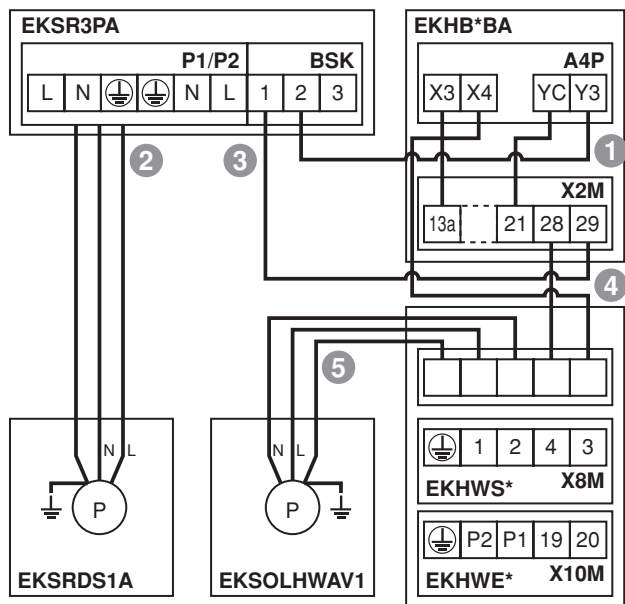 EKSR3PA
P1/P2 BSK
L N N L 1 2 3
2
3
EKHB*BA
A4P
X3 X4 YC Y3
1
X2M
13a 21 28 29
4
5
N L
P
EKSRDS1A
N L
P
EKSOLHWAV1
1 2 4 3
EKHWS* X8M
P2 P1 19 20
EKHWE* X10M